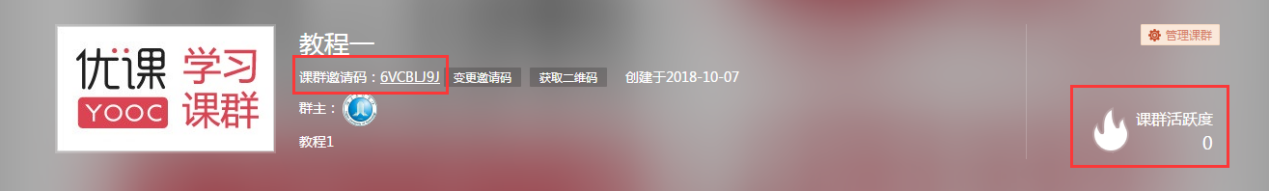 优课 学习
YOOC 课群
教程一
课群邀请码：6VCBLJ9J 变更邀请码 获取二维码 创建于2018-10-07
群主：
教程1
管理课群
课群活跃度
0